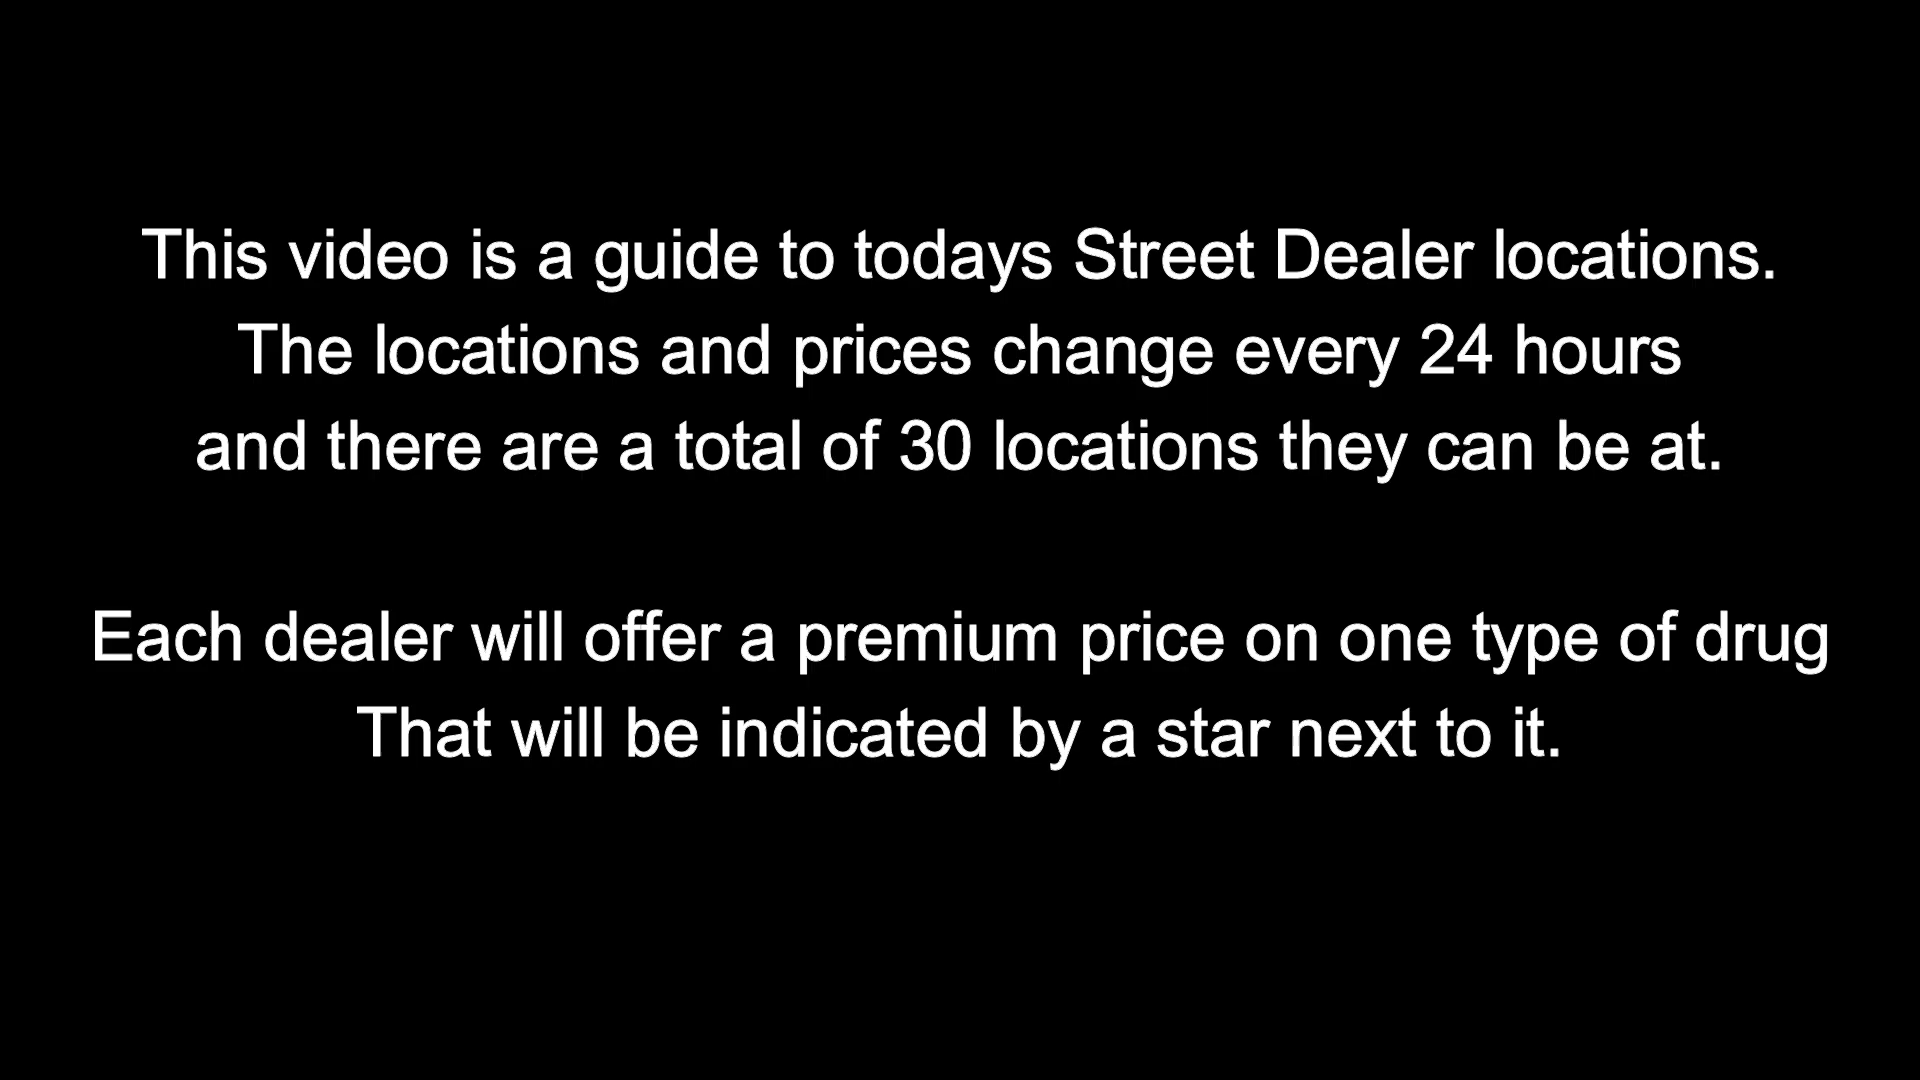 This video is a guide to todays Street Dealer locations.
The locations and prices change every 24 hours
and there are a total of 30 locations they can be at.
Each dealer will offer a premium price on one type of drug
That will be indicated by a star next to it.